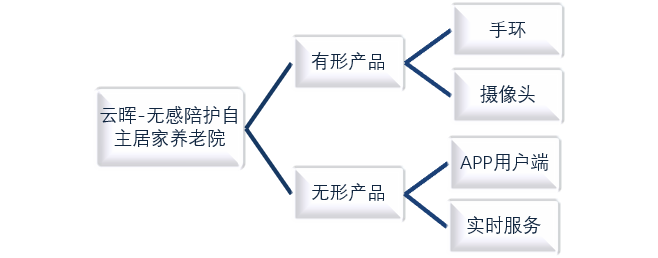 云晖-无感陪护自
主居家养老院
有形产品
手环
摄像头
无形产品
APP用户端
实时服务